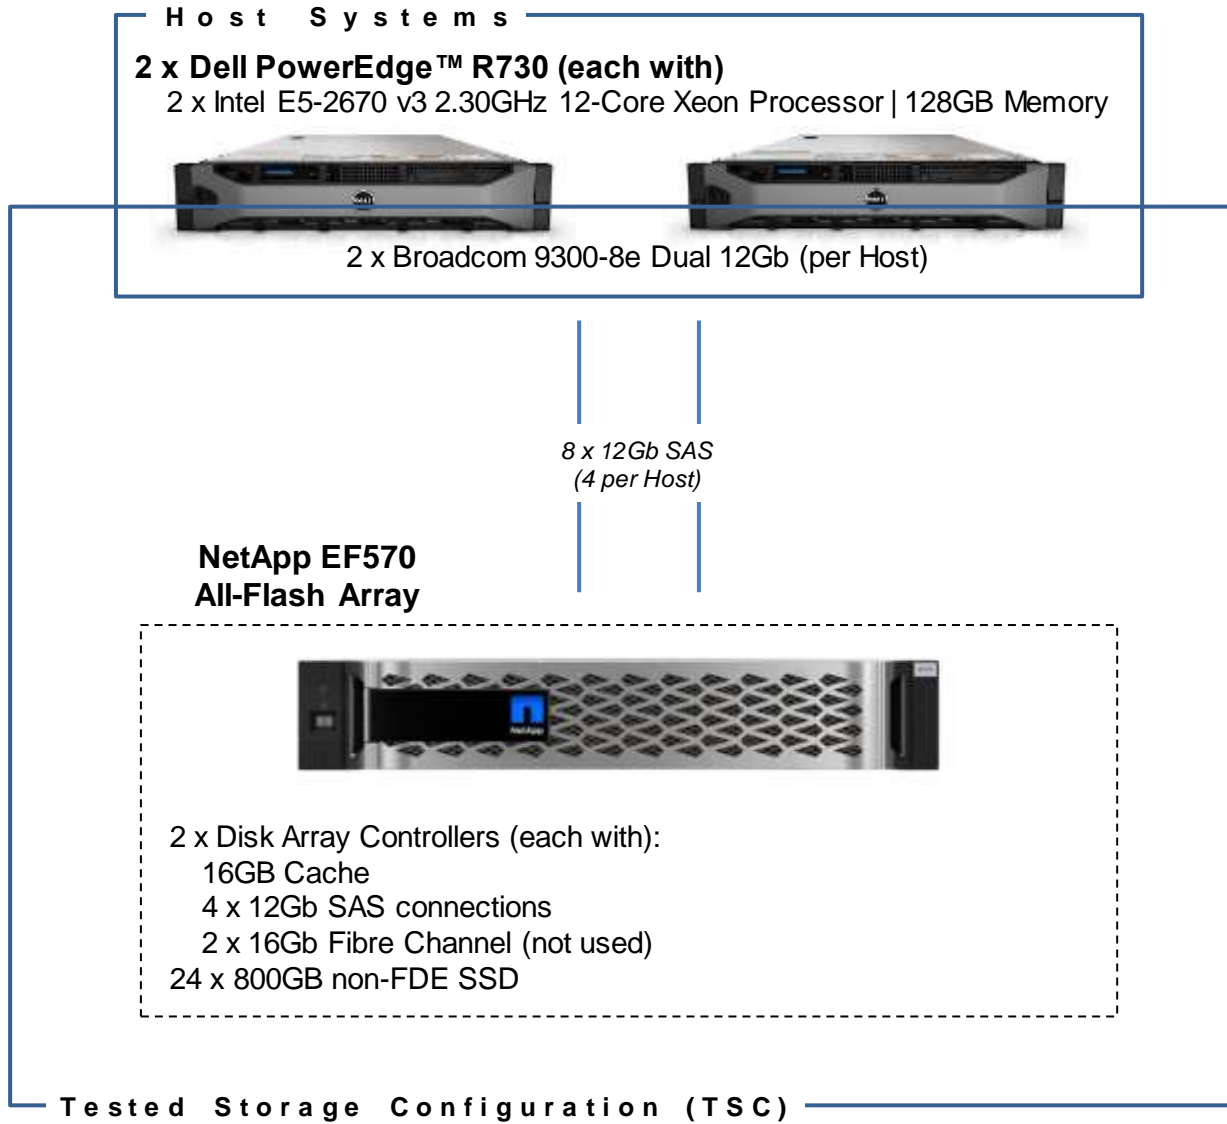 Host Systems
2 x Dell PowerEdge™ R730 (each with)
2 x Intel E5-2670 v3 2.30GHz 12-Core Xeon Processor | 128GB Memory
DELL
DELL
2 x Broadcom 9300-8e Dual 12Gb (per Host)
8 x 12Gb SAS
(4 per Host)
NetApp EF570
All-Flash Array
NetApp
2 x Disk Array Controllers (each with):
16GB Cache
4 x 12Gb SAS connections
2 x 16Gb Fibre Channel (not used)
24 x 800GB non-FDE SSD
Tested Storage Configuration (TSC)